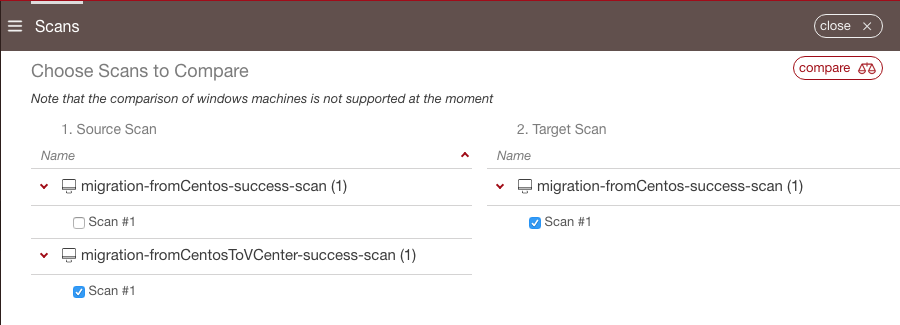 Scans
close
Choose Scans to Compare
compare
Note that the comparison of windows machines is not supported at the moment
1. Source Scan
2. Target Scan
Name
Name
migration-fromCentos-success-scan (1)
migration-fromCentos-success-scan (1)
Scan #1
Scan #1
migration-fromCentosToVCenter-success-scan (1)
Scan #1